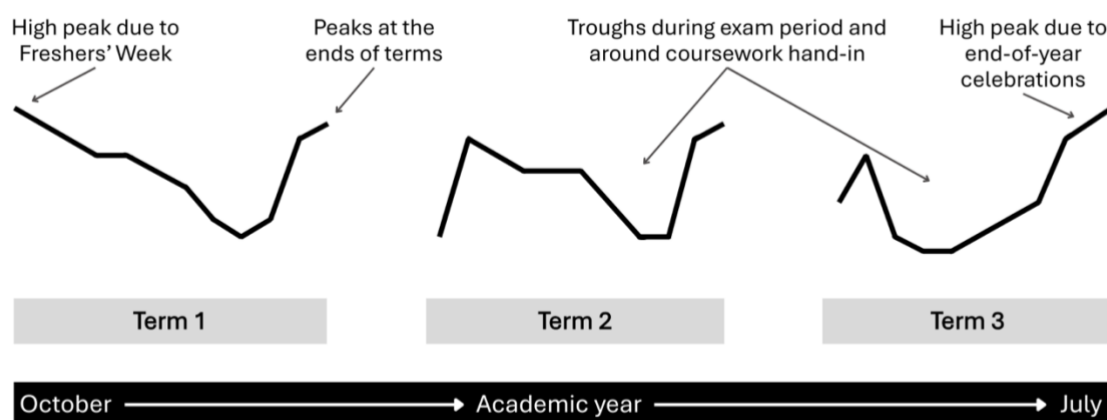 High peak due to
Freshers’ Week
Peaks at the
ends of terms
Troughs during exam period and
around coursework hand-in
High peak due to
end-of-year
celebrations
Term 1
Term 2
Term 3
October
Academic year
July